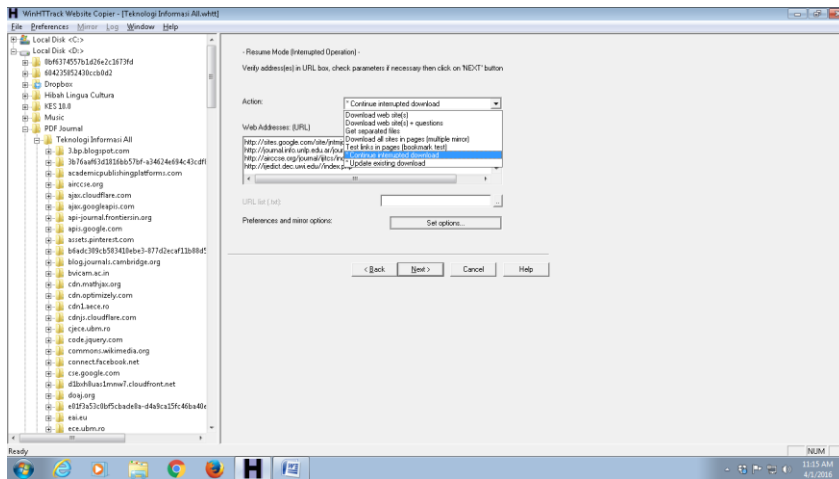 WinHTTrack Website Copier - [Teknologi Informasi All.whtt]
File Preferences Mirror Log Window Help
Local Disk <C:>
Local Disk <D:>
0bf6374557b1d26e2c1673fd
604235852430ccb0d2
Dropbox
Hibah Lingua Cultura
KES 10.0
Music
PDF Journal
Teknologi Informasi All
3.bp.blogspot.com
academicpublishingplatforms.com
airccse.org
ajax.cloudflare.com
ajax.googleapis.com
api-journal.frontiersin.org
apis.google.com
assets.pinterest.com
blog.journals.cambridge.org
bvicam.ac.in
cdn.mathjax.org
cdn.optimizely.com
cdn1.aece.ro
cdnjs.cloudflare.com
cjece.ubm.ro
code.jquery.com
commons.wikimedia.org
connect.facebook.net
cse.google.com
d1bxh8uas1mnw7.cloudfront.net
doaj.org
eai.eu
ece.ubm.ro
- Resume Mode (Interrupted Operation) -
Verify address(es) in URL box, check parameters if necessary then click on 'NEXT' button
Action:
* Continue interrupted download
Download web site(s)
Download web site(s) + questions
Get separated files
Download all sites in pages (multiple mirror)
Test links in pages (bookmark test)
* Continue interrupted download
* Update existing download
Web Addresses: (URL)
http://sites.google.com/site/
http://journal.info.unlp.edu.ar/
http://airccse.org/journal/ijitcs/
http://ijedict.dec.uwi.edu//index.p
URL list (.txt)
..
Preferences and mirror options:
Set options...
< Back
Next >
Cancel
Help
Ready
NUM
11:15 AM
4/1/2016